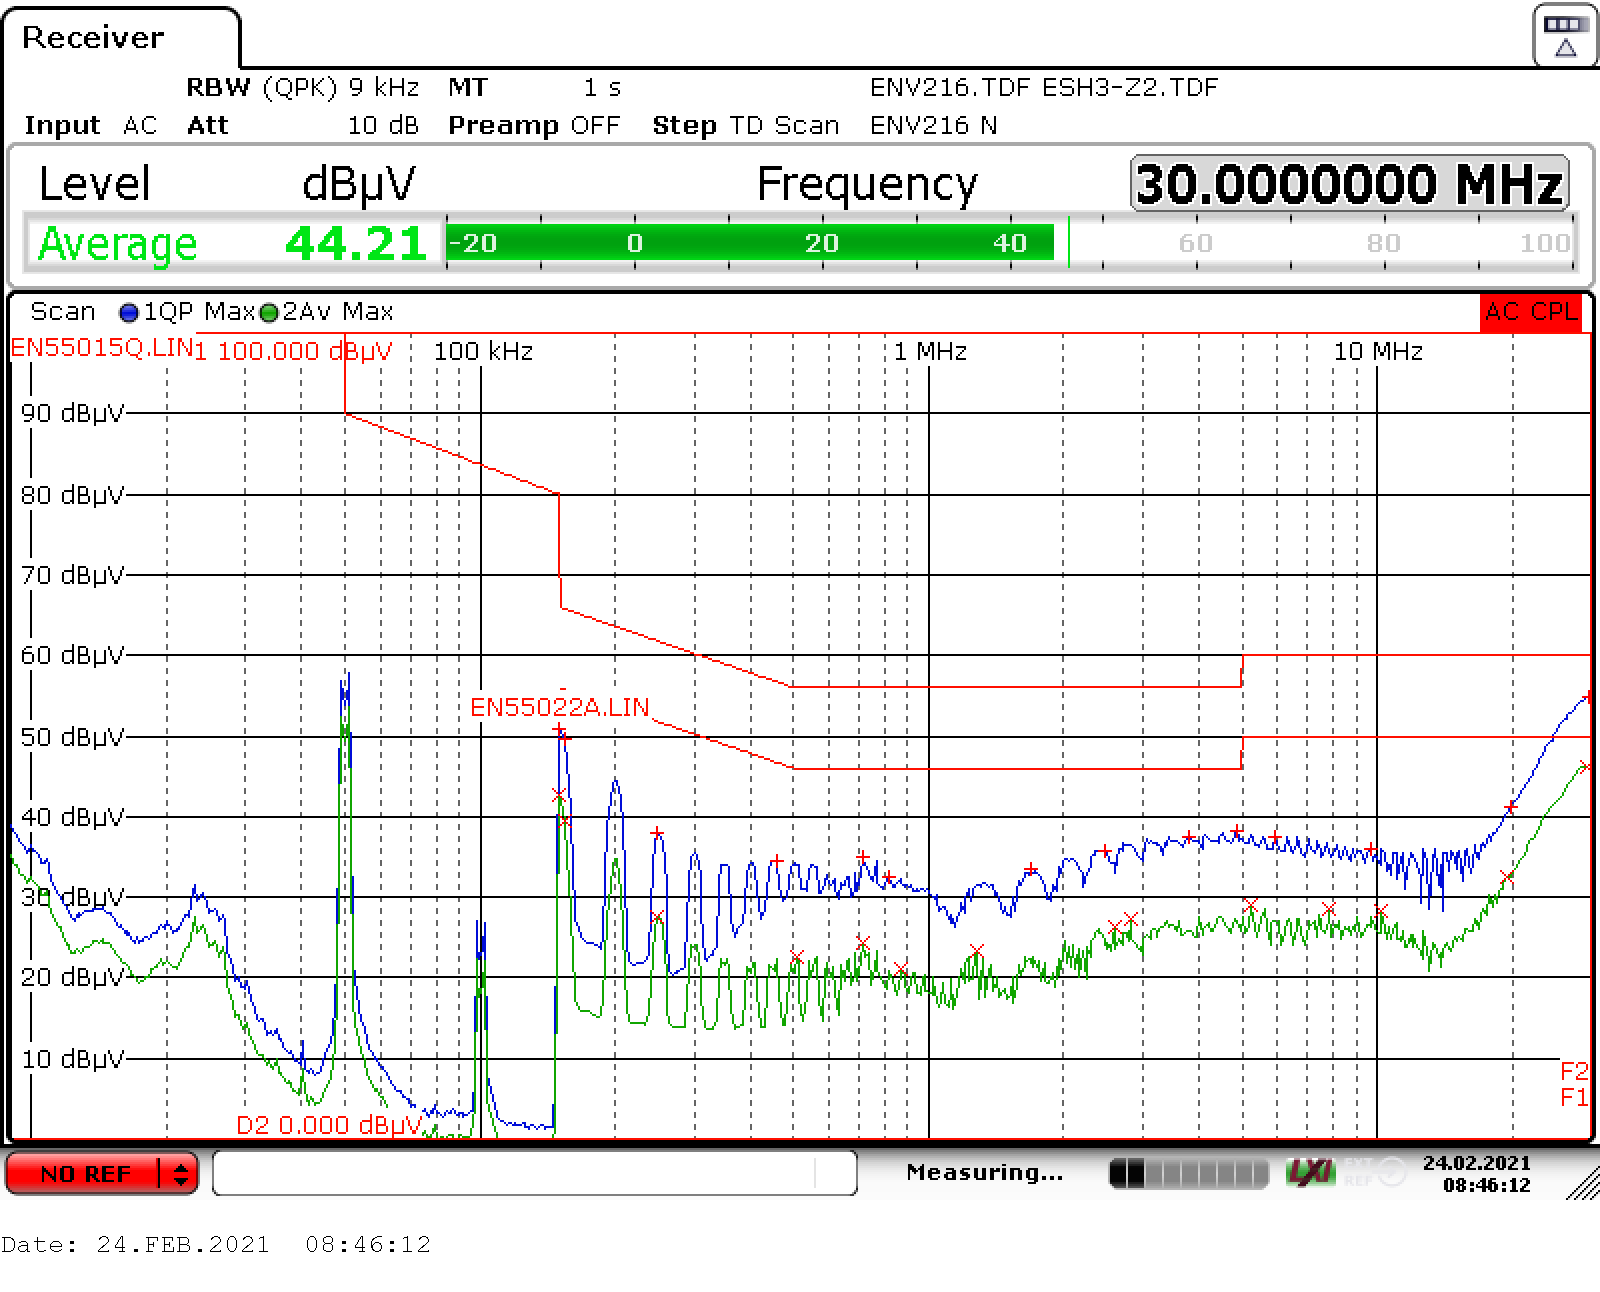 Receiver
RBW (QPK) 9 kHz MT 1 s ENV216.TDF ESH3-Z2.TDF
Input AC Att 10 dB Preamp OFF Step TD Scan ENV216 N
Level dBµV Frequency 30.0000000 MHz
Average 44.21 -20 0 20 40 60 80 100
Scan 1QP Max 2Av Max AC CPL
EN55015Q.LIN 1 100.000 dBµV 100 kHz 1 MHz 10 MHz
90 dBµV
80 dBµV
70 dBµV
60 dBµV
EN55022A.LIN
50 dBµV
40 dBµV
30 dBµV
20 dBµV
10 dBµV
F2
F1
D2 0.000 dBµV
NO REF Measuring... LXI EXT REF 24.02.2021
08:46:12
Date: 24.FEB.2021 08:46:12